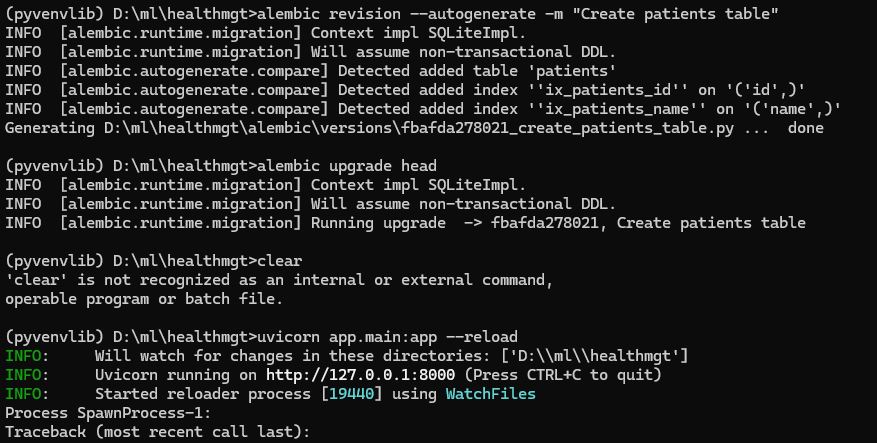 (pyvenvlib) D:\ml\healthmgt>alembic revision --autogenerate -m "Create patients table"
INFO  [alembic.runtime.migration] Context impl SQLiteImpl.
INFO  [alembic.runtime.migration] Will assume non-transactional DDL.
INFO  [alembic.autogenerate.compare] Detected added table 'patients'
INFO  [alembic.autogenerate.compare] Detected added index ''ix_patients_id'' on '('id',)'
INFO  [alembic.autogenerate.compare] Detected added index ''ix_patients_name'' on '('name',)'
Generating D:\ml\healthmgt\alembic\versions\fbafda278021_create_patients_table.py ...  done
(pyvenvlib) D:\ml\healthmgt>alembic upgrade head
INFO  [alembic.runtime.migration] Context impl SQLiteImpl.
INFO  [alembic.runtime.migration] Will assume non-transactional DDL.
INFO  [alembic.runtime.migration] Running upgrade  -> fbafda278021, Create patients table
(pyvenvlib) D:\ml\healthmgt>clear
'clear' is not recognized as an internal or external command,
operable program or batch file.
(pyvenvlib) D:\ml\healthmgt>uvicorn app.main:app --reload
INFO:     Will watch for changes in these directories: ['D:\\ml\\healthmgt']
INFO:     Uvicorn running on http://127.0.0.1:8000 (Press CTRL+C to quit)
INFO:     Started reloader process [19440] using WatchFiles
Process SpawnProcess-1:
Traceback (most recent call last):